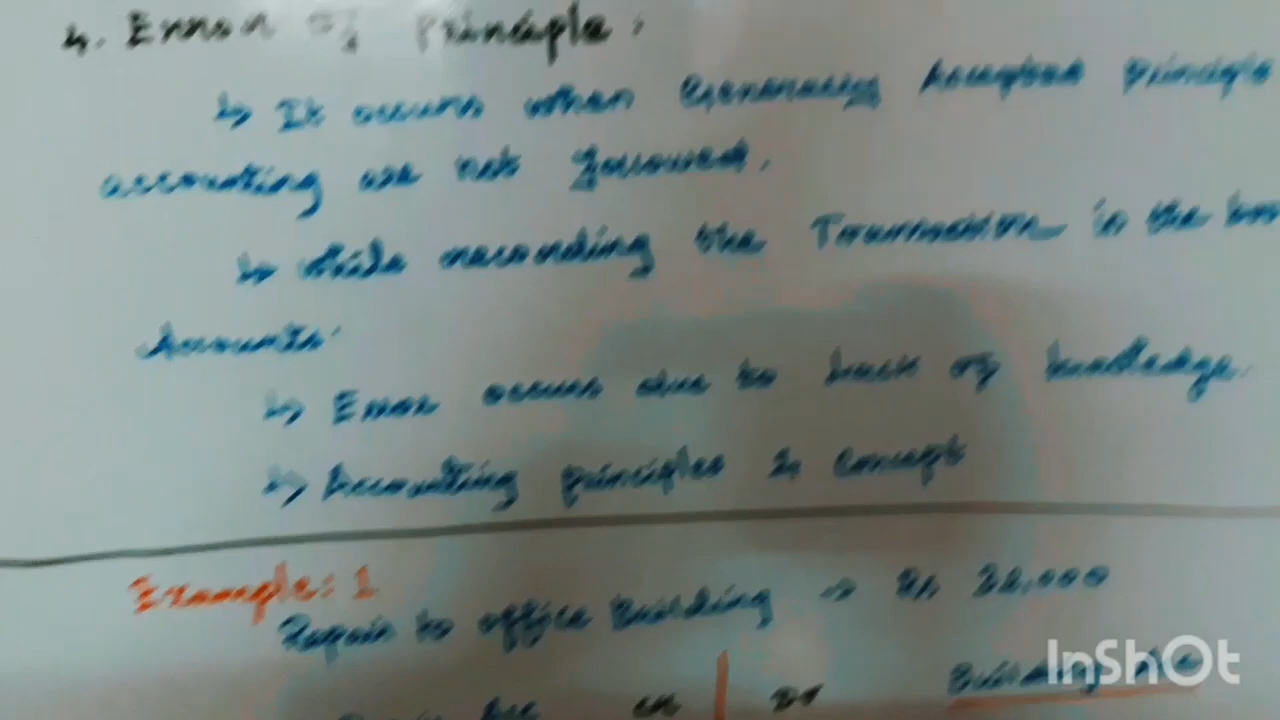 4. Error of principle:
↳ It occurs when Generally Accepted Principle
accounting are not followed.
↳ While recording the Transaction in the
Accounts.
↳ Error occurs due to lack of knowledge.
↳ Accounting principles & Concept
Example: 1
Repair to office Building → Rs
Building
InShOt